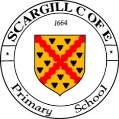 SCARGILL C OF E
1664
Primary School